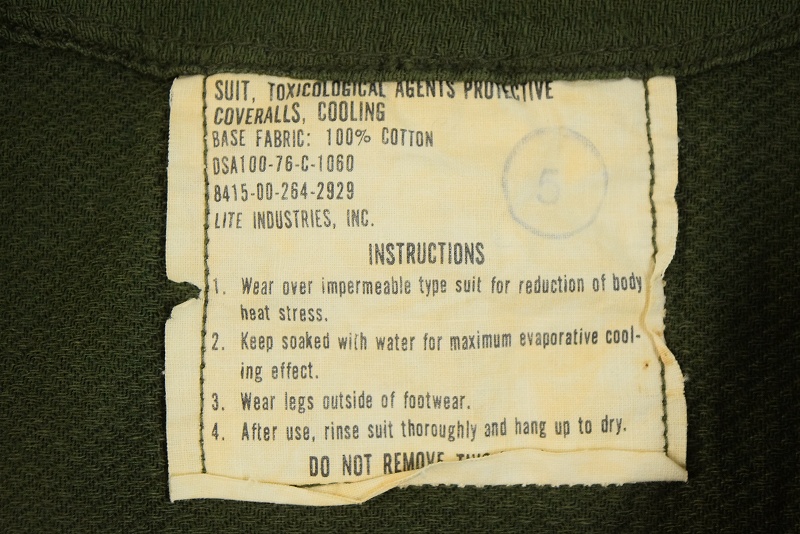 SUIT, TOXICOLOGICAL AGENTS PROTECTIVE
COVERALLS, COOLING
BASE FABRIC: 100% COTTON
DSA100-76-C-1060
8415-00-264-2929
LITE INDUSTRIES, INC.
5
INSTRUCTIONS
1. Wear over impermeable type suit for reduction of body
heat stress.
2. Keep soaked with water for maximum evaporative cool-
ing effect.
3. Wear legs outside of footwear.
4. After use, rinse suit thoroughly and hang up to dry.
DO NOT REMOVE